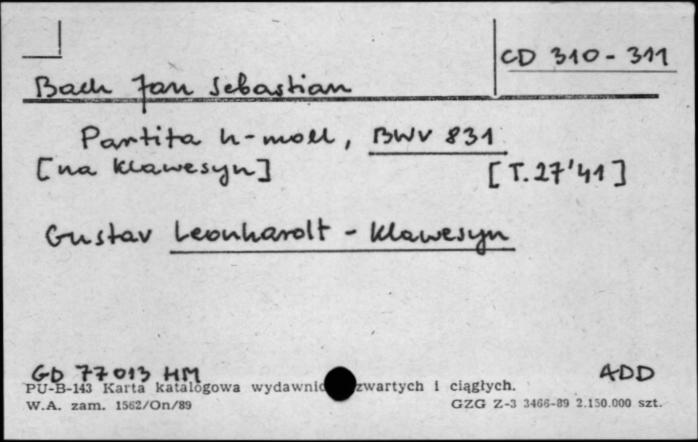 CD 310-311
Bach Jan Sebastian
Partita h-moll, BWV 831
[na klawesyn] [T. 27'41]
Gustav Leonhardt - klawesyn
GD 77013 HM ADD
PU-B-143 Karta katalogowa wydawnic zwartych i ciągłych.
W.A. zam. 1562/On/89 GZG Z-3 3466-89 2.150.000 szt.